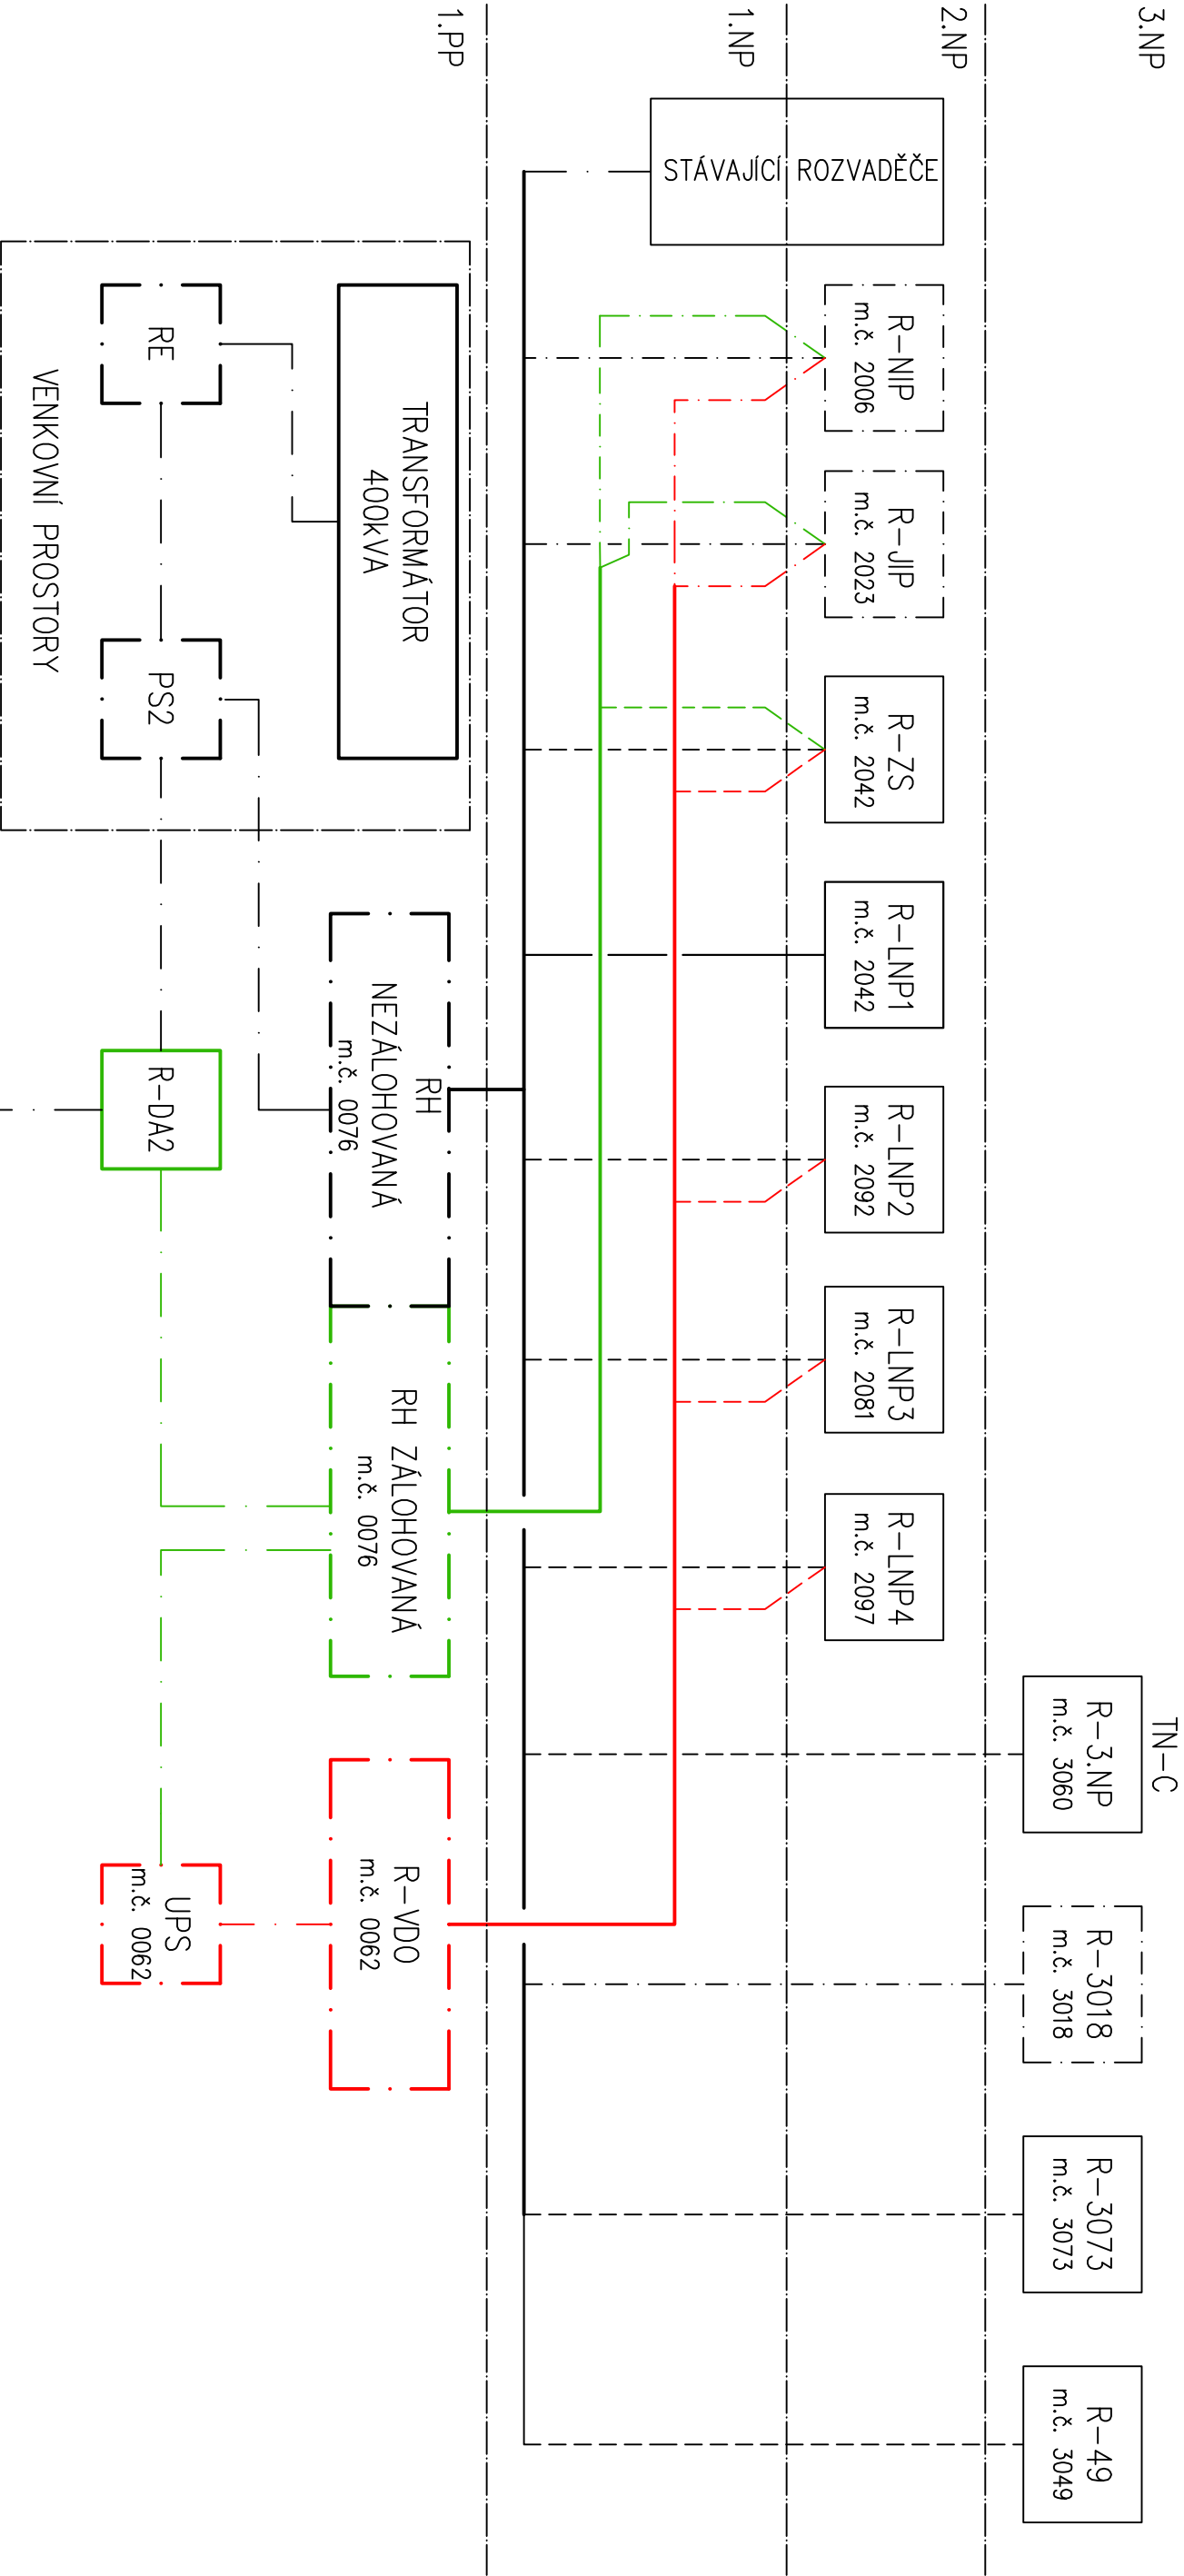 3.NP
2.NP
1.NP
1.PP
TN-C
R-3.NP
m.č. 3060
R-3018
m.č. 3018
R-3073
m.č. 3073
R-49
m.č. 3049
STÁVAJÍCÍ ROZVADĚČE
R-NIP
m.č. 2006
R-JIP
m.č. 2023
R-ZS
m.č. 2042
R-LNP1
m.č. 2042
R-LNP2
m.č. 2092
R-LNP3
m.č. 2081
R-LNP4
m.č. 2097
TRANSFORMÁTOR
400kVA
RH
NEZÁLOHOVANÁ
m.č. 0076
RH ZÁLOHOVANÁ
m.č. 0076
R-VDO
m.č. 0062
RE
PS2
R-DA2
UPS
m.č. 0062
VENKOVNÍ PROSTORY